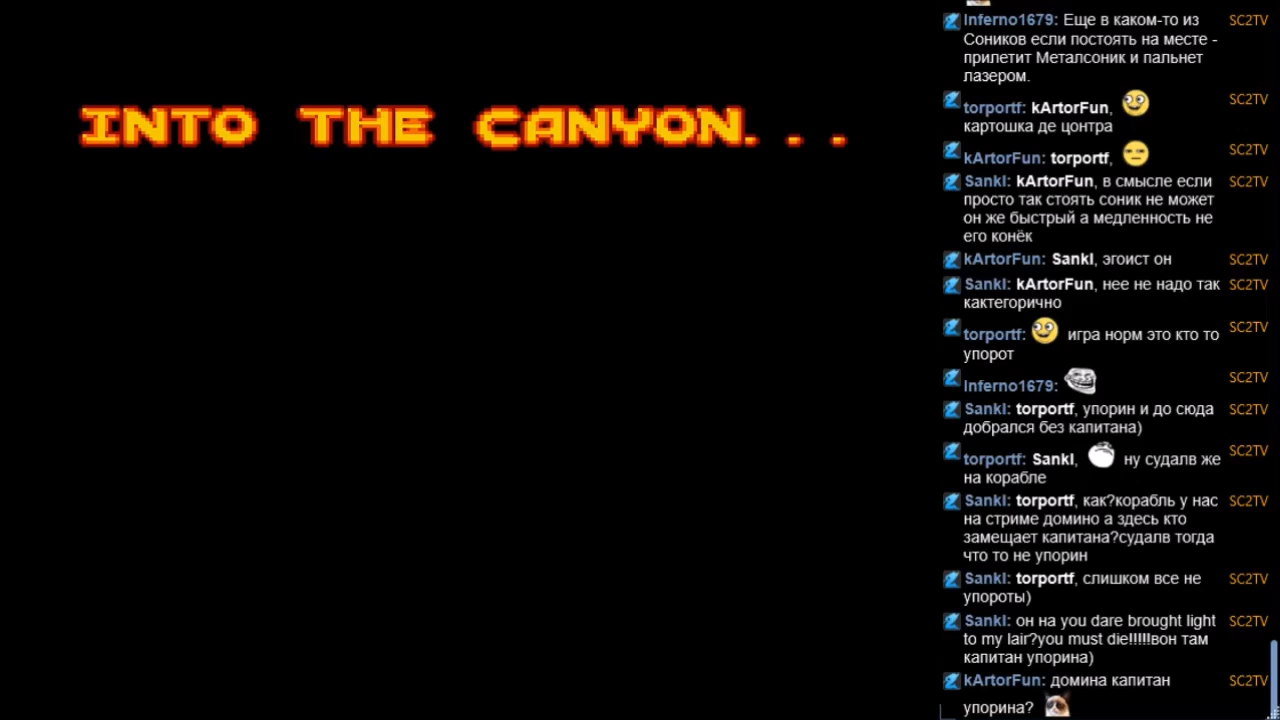 INTO THE CANYON...
Inferno1679: Еще в каком-то из SC2TV
Соников если постоять на месте -
прилетит Металсоник и пальнет
лазером.
torportf: kArtorFun, SC2TV
картошка де цонтра
kArtorFun: torportf, SC2TV
Sankl: kArtorFun, в смысле если SC2TV
просто так стоять соник не может
он же быстрый а медленность не
его конёк
kArtorFun: Sankl, эгоист он SC2TV
Sankl: kArtorFun, нее не надо так SC2TV
кактегорично
torportf: игра норм это кто то SC2TV
упорот
Inferno1679: SC2TV
Sankl: torportf, упорин и до сюда SC2TV
добрался без капитана)
torportf: Sankl, ну судалв же SC2TV
на корабле
Sankl: torportf, как?корабль у нас SC2TV
на стриме домино а здесь кто
замещает капитана?судалв тогда
что то не упорин
Sankl: torportf, слишком все не SC2TV
упороты)
Sankl: он на you dare brought light SC2TV
to my lair?you must die!!!!!вон там
капитан упорина)
kArtorFun: домина капитан SC2TV
упорина?